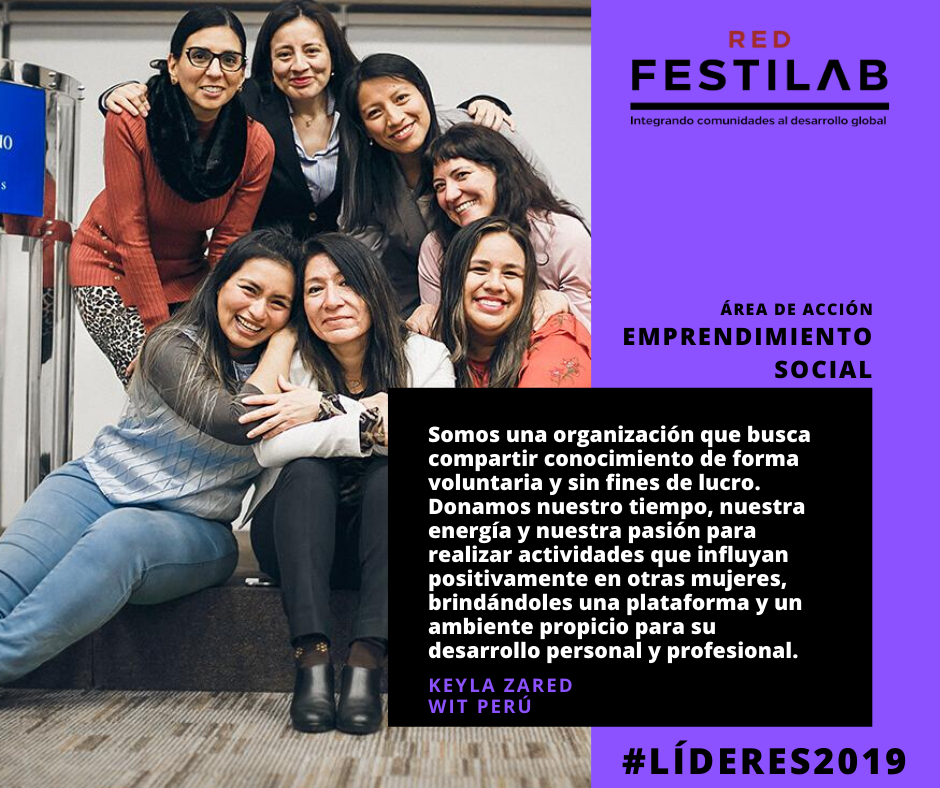 RED
FESTILAB
Integrando comunidades al desarrollo global
ÁREA DE ACCIÓN
EMPRENDIMIENTO
SOCIAL
Somos una organización que busca
compartir conocimiento de forma
voluntaria y sin fines de lucro.
Donamos nuestro tiempo, nuestra
energía y nuestra pasión para
realizar actividades que influyan
positivamente en otras mujeres,
brindándoles una plataforma y un
ambiente propicio para su
desarrollo personal y profesional.
KEYLA ZARED
WIT PERÚ
#LÍDERES2019